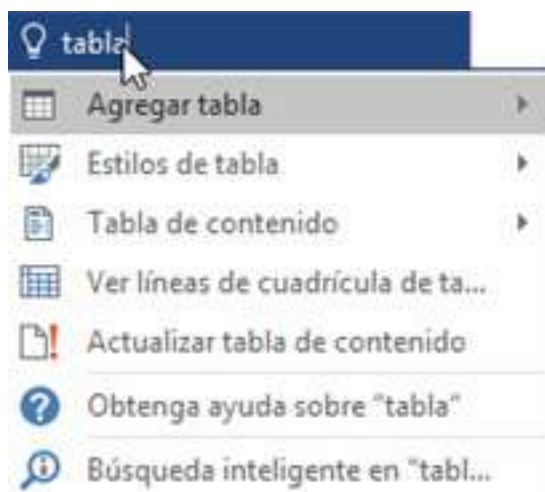 tabla
Agregar tabla
Estilos de tabla
Tabla de contenido
Ver líneas de cuadrícula de ta...
Actualizar tabla de contenido
Obtenga ayuda sobre "tabla"
Búsqueda inteligente en "tabl...